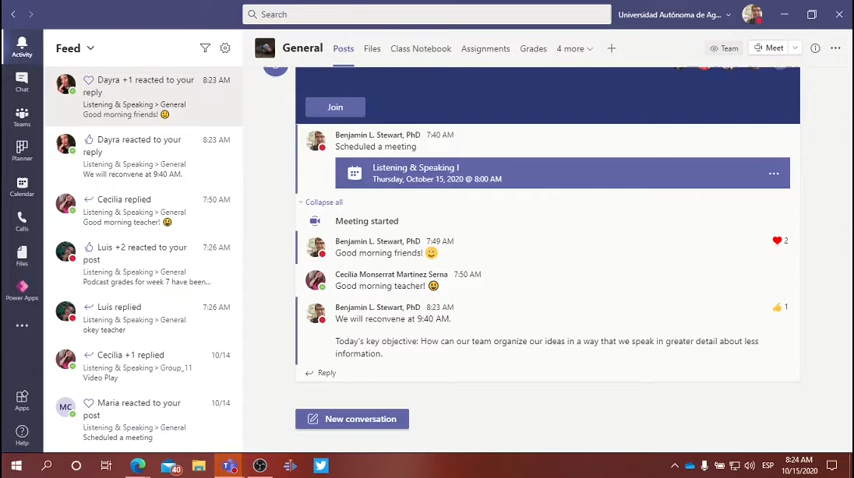 Search
Universidad Autónoma de Ag...
Activity
Chat
Teams
Planner
Calendar
Calls
Files
Power Apps
Apps
Help
Feed
Dayra +1 reacted to your
reply
8:23 AM
Listening & Speaking > General
Good morning friends!
Dayra reacted to your
reply
8:23 AM
Listening & Speaking > General
We will reconvene at 9:40 AM.
Cecilia replied
7:50 AM
Listening & Speaking > General
Good morning teacher!
Luis +2 reacted to your
post
7:26 AM
Listening & Speaking > General
Podcast grades for week 7 have been...
Luis replied
7:26 AM
Listening & Speaking > General
okey teacher
Cecilia +1 replied
10/14
Listening & Speaking > Group_11
Video Play
MC
Maria reacted to your
post
10/14
Listening & Speaking > General
Scheduled a meeting
General
Posts
Files
Class Notebook
Assignments
Grades
4 more
Team
Meet
Join
Benjamin L. Stewart, PhD 7:40 AM
Scheduled a meeting
Listening & Speaking I
Thursday, October 15, 2020 @ 8:00 AM
Collapse all
Meeting started
Benjamin L. Stewart, PhD 7:49 AM
Good morning friends!
2
Cecilia Monserrat Martinez Serna 7:50 AM
Good morning teacher!
Benjamin L. Stewart, PhD 8:23 AM
1
We will reconvene at 9:40 AM.
Today's key objective: How can our team organize our ideas in a way that we speak in greater detail about less
information.
Reply
New conversation
40
ESP
8:24 AM
10/15/2020